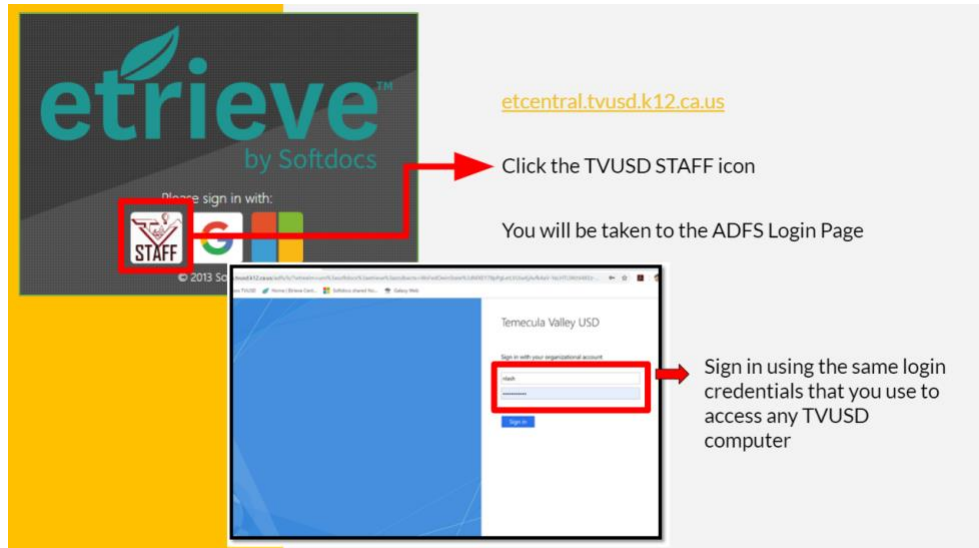 etrieve™
by Softdocs
Please sign in with:
STAFF
© 2013 So
etcentral.tvusd.k12.ca.us
Click the TVUSD STAFF icon
You will be taken to the ADFS Login Page
Temecula Valley USD
Sign in with your organizational account
Sign in
Sign in using the same login
credentials that you use to
access any TVUSD
computer